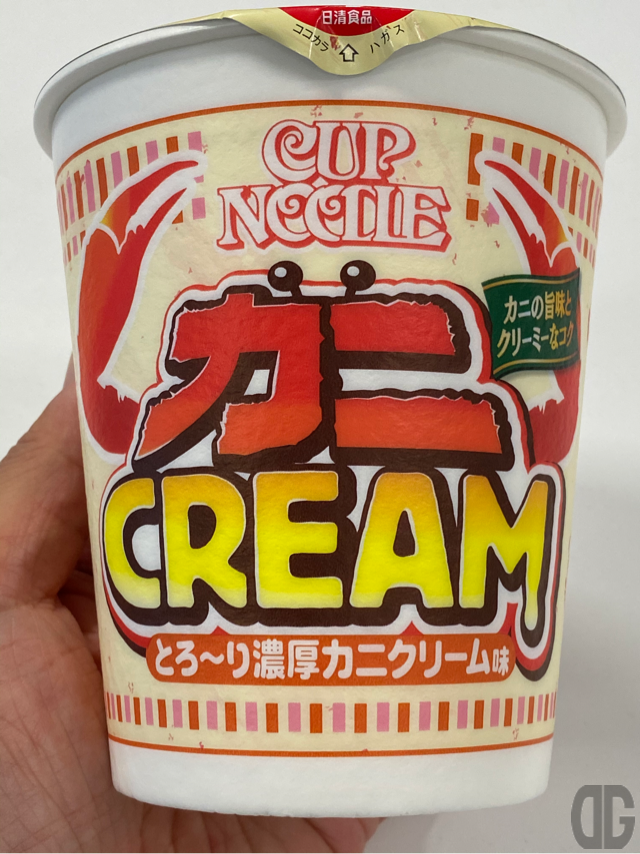 日清食品
ココカラ ハガス
CUP
NOODLE
カニの旨味と
クリーミーなコク
カニ
CREAM
とろ〜り濃厚カニクリーム味
DG